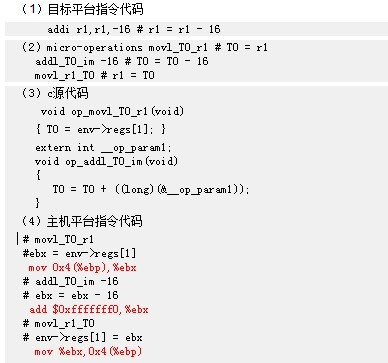 （1）目标平台指令代码
addi r1,r1,-16 # r1 = r1 - 16
（2）micro-operations movl_T0_r1 # T0 = r1
addl_T0_im -16 # T0 = T0 - 16
movl_r1_T0 # r1 = T0
（3）c源代码
void op_movl_T0_r1(void)
{ T0 = env->regs[1]; }
extern int __op_param1;
void op_addl_T0_im(void)
{
T0 = T0 + ((long)(&__op_param1));
}
（4）主机平台指令代码
# movl_T0_r1
#ebx = env->regs[1]
mov 0x4(%ebp),%ebx
# addl_T0_im -16
# ebx = ebx - 16
add $0xfffffff0,%ebx
# movl_r1_T0
# env->regs[1] = ebx
mov %ebx,0x4(%ebp)